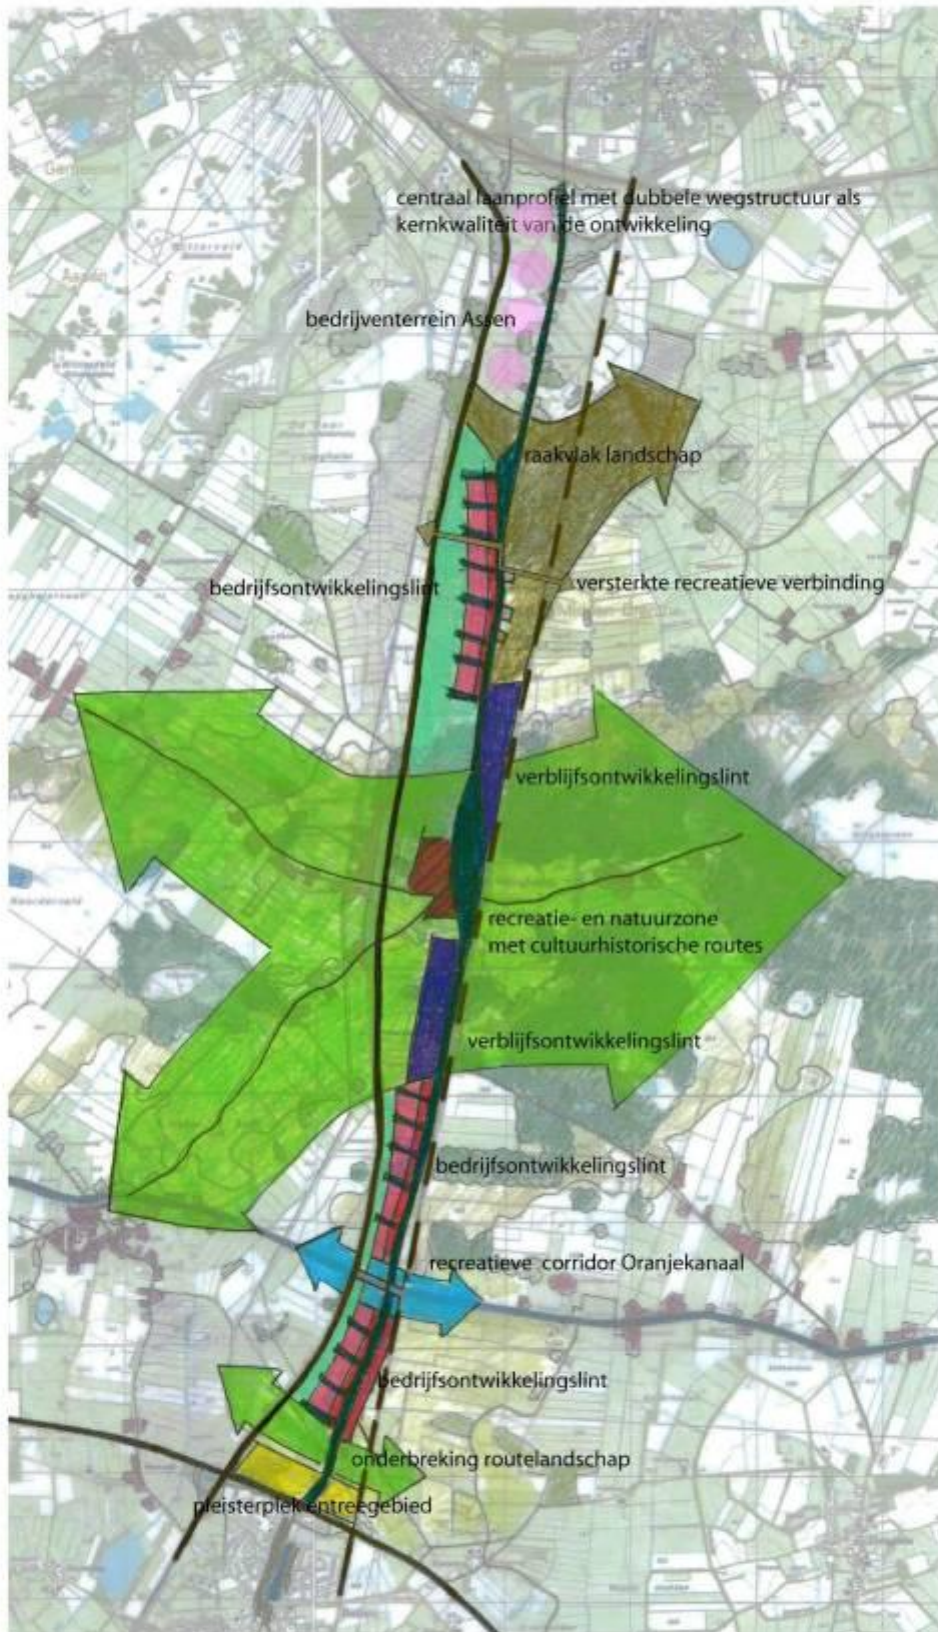 centraal laanprofiel met dubbele wegstructuur als
kernkwaliteit van de ontwikkeling
bedrijventerrein Assen
raakvlak landschap
bedrijfsontwikkelingslint
versterkte recreatieve verbinding
verblijfsontwikkelingslint
recreatie- en natuurzone
met cultuurhistorische routes
verblijfsontwikkelingslint
bedrijfsontwikkelingslint
recreatieve corridor Oranjekanaal
bedrijfsontwikkelingslint
onderbreking routelandschap
pleisterplek entreegebied